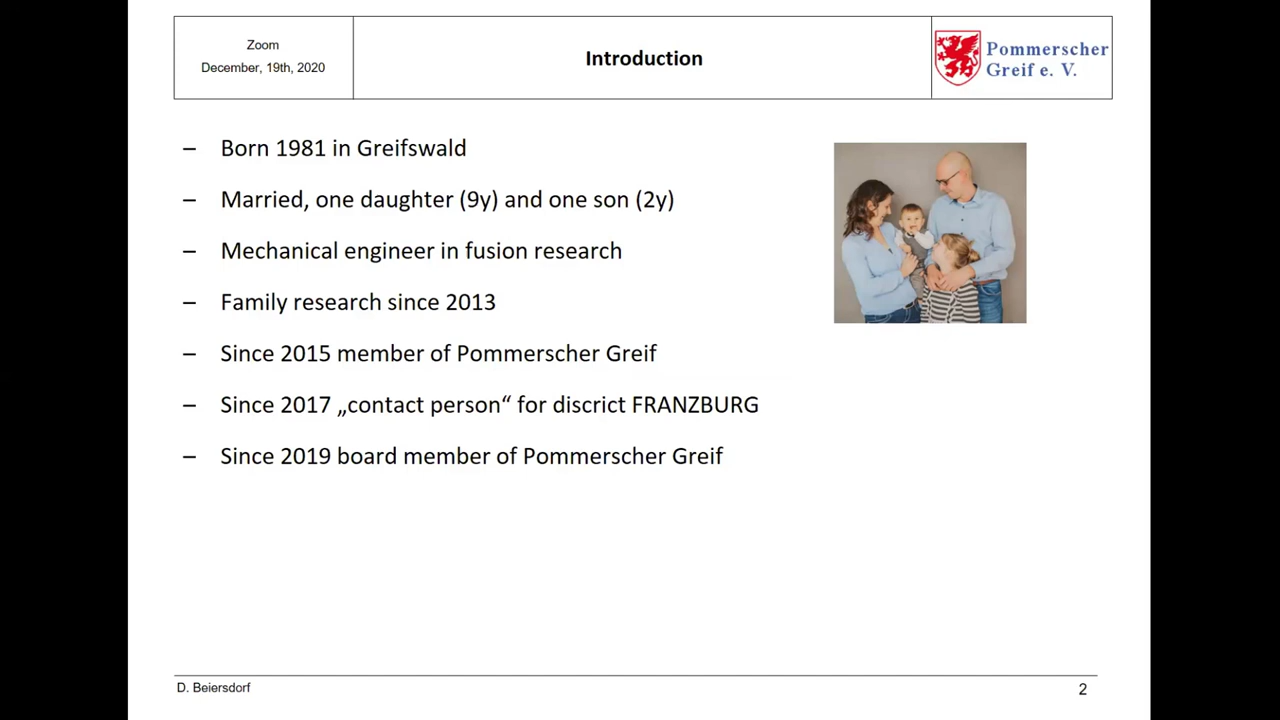 Zoom
December, 19th, 2020
Introduction
Pommerscher
Greif e. V.
– Born 1981 in Greifswald
– Married, one daughter (9y) and one son (2y)
– Mechanical engineer in fusion research
– Family research since 2013
– Since 2015 member of Pommerscher Greif
– Since 2017 „contact person“ for discrict FRANZBURG
– Since 2019 board member of Pommerscher Greif
D. Beiersdorf
2